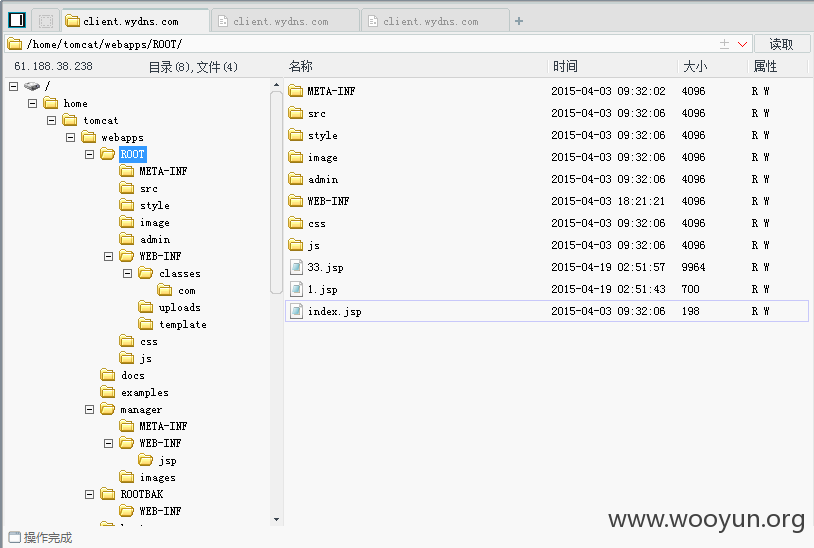 client.wydns.com client.wydns.com client.wydns.com
/home/tomcat/webapps/ROOT/ 读取
61.188.38.238 目录(8),文件(4) 名称 时间 大小 属性
/
home
tomcat
webapps
ROOT
META-INF
src
style
image
admin
WEB-INF
classes
com
uploads
template
css
js
docs
examples
manager
META-INF
WEB-INF
jsp
images
ROOTBAK
WEB-INF
META-INF 2015-04-03 09:32:02 4096 R W
src 2015-04-03 09:32:06 4096 R W
style 2015-04-03 09:32:06 4096 R W
image 2015-04-03 09:32:06 4096 R W
admin 2015-04-03 09:32:06 4096 R W
WEB-INF 2015-04-03 18:21:21 4096 R W
css 2015-04-03 09:32:06 4096 R W
js 2015-04-03 09:32:06 4096 R W
33.jsp 2015-04-19 02:51:57 9964 R W
1.jsp 2015-04-19 02:51:43 700 R W
index.jsp 2015-04-03 09:32:06 198 R W
www.wooyun.org
操作完成